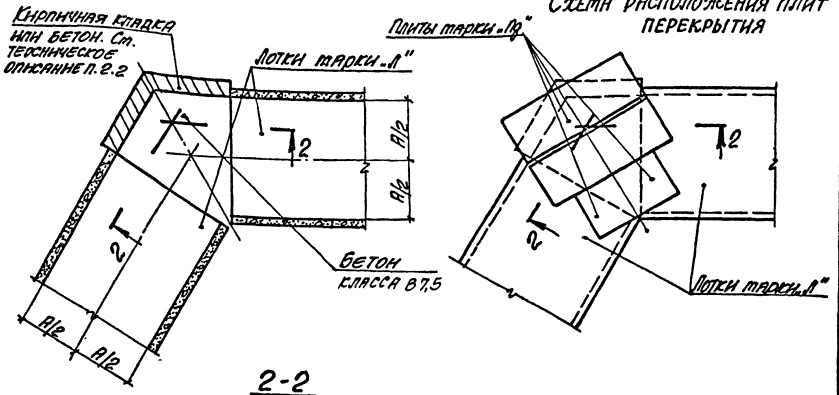 Кирпичная кладка
или бетон. См.
техническое
описание п. 2.2
Лотки марки „Л"
2
2
А/2
А/2
А/2
А/2
Бетон
класса В7,5
2-2
Схема расположения плит
перекрытия
Плиты марки „Пд"
2
2
Лотки марки „Л"